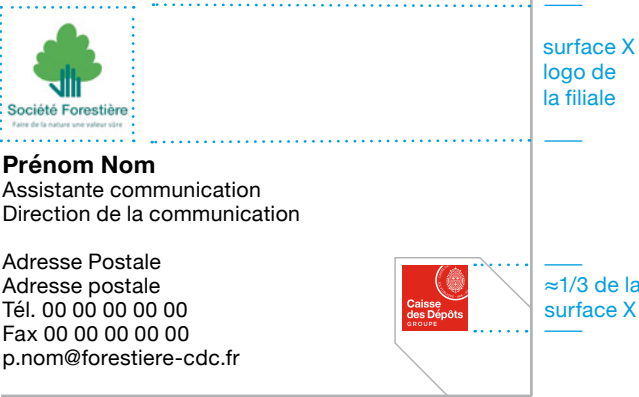 Société Forestière
Faire de la nature une valeur sûre
surface X
logo de
la filiale
Prénom Nom
Assistante communication
Direction de la communication
Adresse Postale
Adresse postale
Tél. 00 00 00 00 00
Fax 00 00 00 00 00
p.nom@forestiere-cdc.fr
Caisse
des Dépôts
GROUPE
≈1/3 de la
surface X